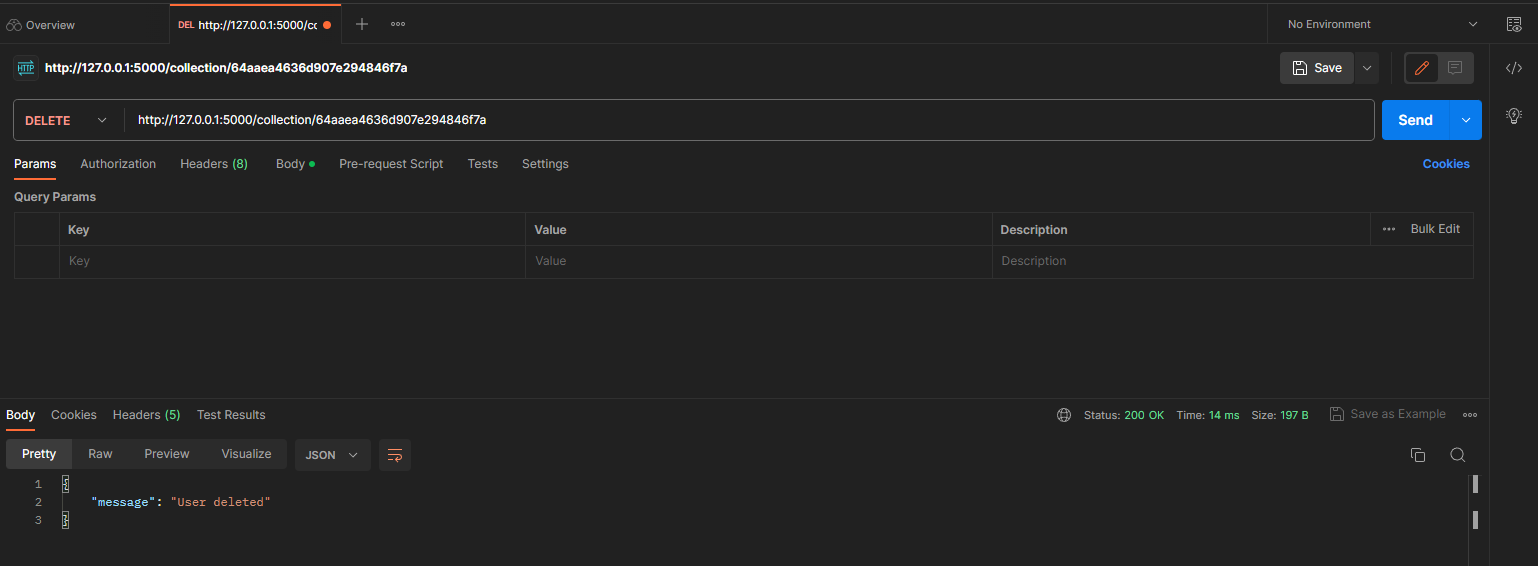 Overview
DEL http://127.0.0.1:5000/cc
No Environment
HTTP http://127.0.0.1:5000/collection/64aaea4636d907e294846f7a
Save
DELETE http://127.0.0.1:5000/collection/64aaea4636d907e294846f7a
Send
Params Authorization Headers (8) Body Pre-request Script Tests Settings Cookies
Query Params
Key Value Description Bulk Edit
Key Value Description
Body Cookies Headers (5) Test Results Status: 200 OK Time: 14 ms Size: 197 B Save as Example
Pretty Raw Preview Visualize JSON
1 {
2 "message": "User deleted"
3 }